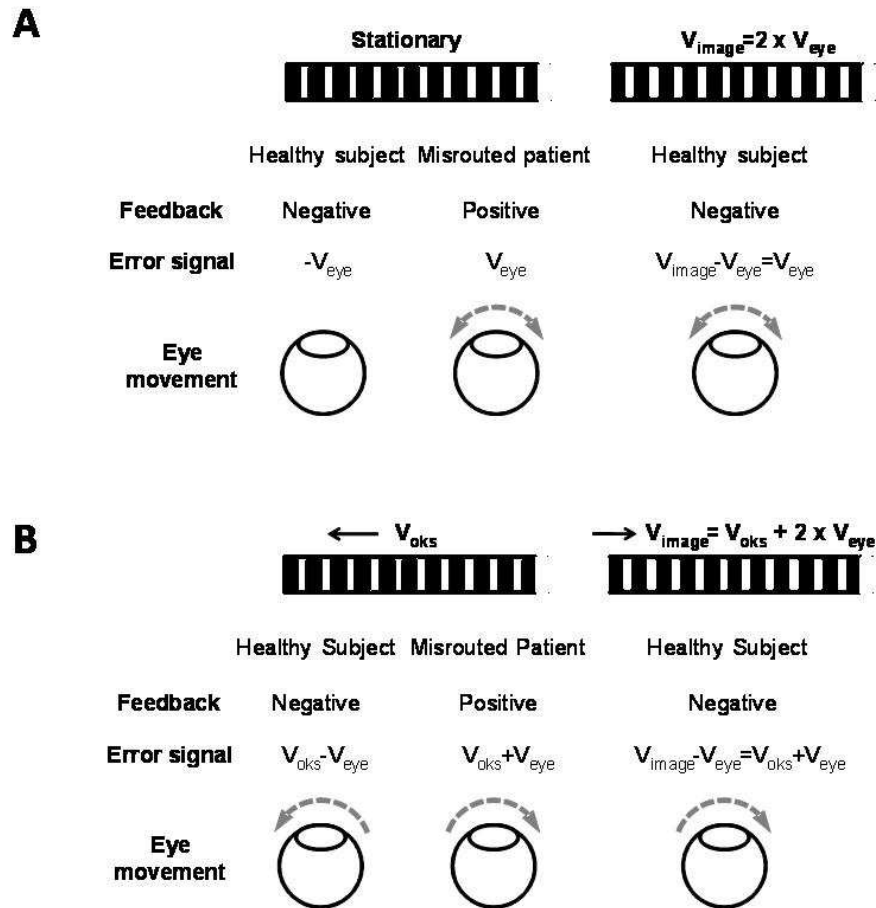 A
Stationary V_image=2 x V_eye
Healthy subject Misrouted patient Healthy subject
Feedback Negative Positive Negative
Error signal -V_eye V_eye V_image-V_eye=V_eye
Eye
movement
B
← V_oks → V_image= V_oks + 2 x V_eye
Healthy Subject Misrouted Patient Healthy Subject
Feedback Negative Positive Negative
Error signal V_oks-V_eye V_oks+V_eye V_image-V_eye=V_oks+V_eye
Eye
movement